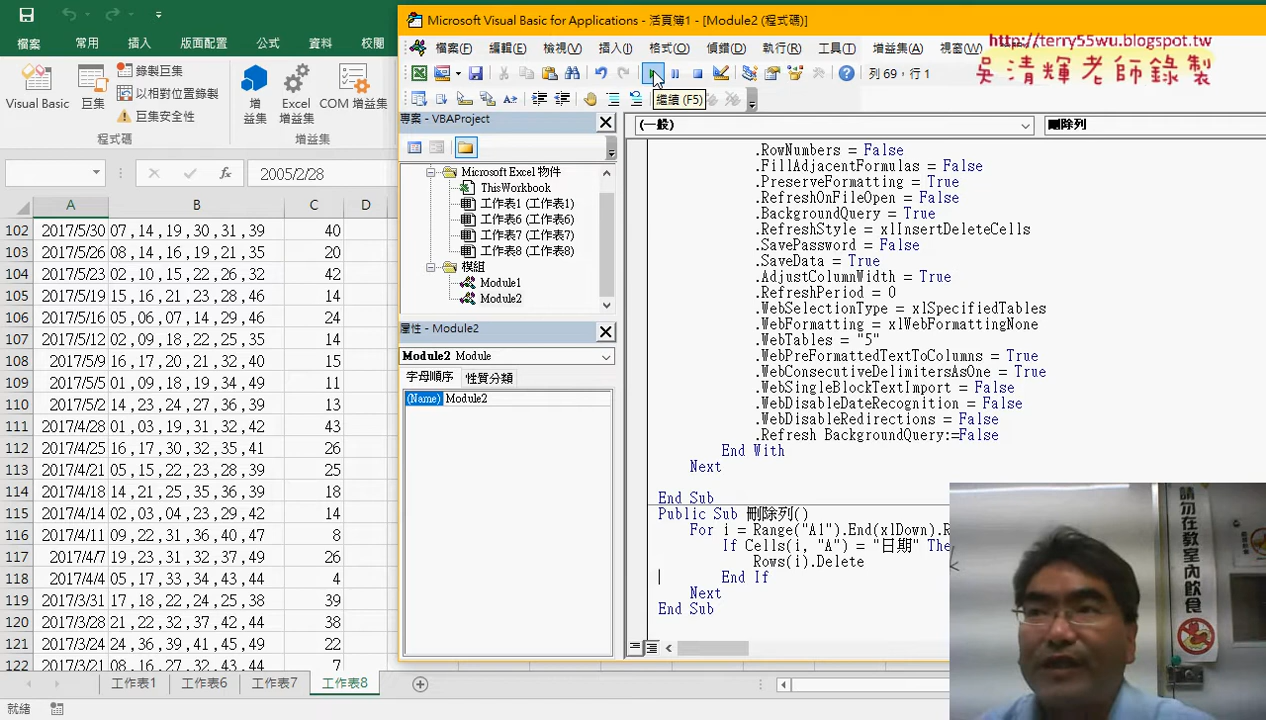 Microsoft Visual Basic for Applications - 活頁簿1 - [Module2 (程式碼)]
檔案 常用 插入 版面配置 公式 資料 校閱
檔案(F) 編輯(E) 檢視(V) 插入(I) 格式(O) 偵錯(D) 執行(R) 工具(T) 增益集(A) 視窗(W)
http://terry55wu.blogspot.tw
吳清輝老師錄製
列 69，行 1
繼續 (F5)
Visual Basic 巨集 錄製巨集
以相對位置錄製
巨集安全性
增益集 Excel 增益集 COM 增益集
程式碼 增益集
2005/2/28
專案 - VBAProject
Microsoft Excel 物件
ThisWorkbook
工作表1 (工作表1)
工作表6 (工作表6)
工作表7 (工作表7)
工作表8 (工作表8)
模組
Module1
Module2
屬性 - Module2
Module2 Module
字母順序 性質分類
(Name) Module2
(一般) 刪除列
.RowNumbers = False
.FillAdjacentFormulas = False
.PreserveFormatting = True
.RefreshOnFileOpen = False
.BackgroundQuery = True
.RefreshStyle = xlInsertDeleteCells
.SavePassword = False
.SaveData = True
.AdjustColumnWidth = True
.RefreshPeriod = 0
.WebSelectionType = xlSpecifiedTables
.WebFormatting = xlWebFormattingNone
.WebTables = "5"
.WebPreFormattedTextToColumns = True
.WebConsecutiveDelimitersAsOne = True
.WebSingleBlockTextImport = False
.WebDisableDateRecognition = False
.WebDisableRedirections = False
.Refresh BackgroundQuery:=False
End With
Next
End Sub
Public Sub 刪除列()
For i = Range("A1").End(xlDown).R
If Cells(i, "A") = "日期" The
Rows(i).Delete
End If
Next
End Sub
A B C D
102 2017/5/30 07,14,19,30,31,39 40
103 2017/5/26 08,14,16,19,21,35 20
104 2017/5/23 02,10,15,22,26,32 42
105 2017/5/19 15,16,21,23,28,46 14
106 2017/5/16 05,06,07,14,29,46 24
107 2017/5/12 02,09,18,22,25,35 14
108 2017/5/9 16,17,20,21,32,40 15
109 2017/5/5 01,09,18,19,34,49 11
110 2017/5/2 14,23,24,27,36,39 13
111 2017/4/28 01,03,19,31,32,42 43
112 2017/4/25 16,17,30,32,35,41 26
113 2017/4/21 05,15,22,23,28,39 25
114 2017/4/18 14,21,25,35,36,39 18
115 2017/4/14 02,03,04,23,29,42 14
116 2017/4/11 09,22,31,36,40,47 8
117 2017/4/7 19,23,31,32,37,49 26
118 2017/4/4 05,17,33,34,43,44 4
119 2017/3/31 17,18,22,24,25,38 39
120 2017/3/28 21,22,32,37,42,44 38
121 2017/3/24 24,36,39,41,45,49 22
122 2017/3/21 08,16,27,32,43,44 7
工作表1 工作表6 工作表7 工作表8
就緒
請勿在教室內飲食